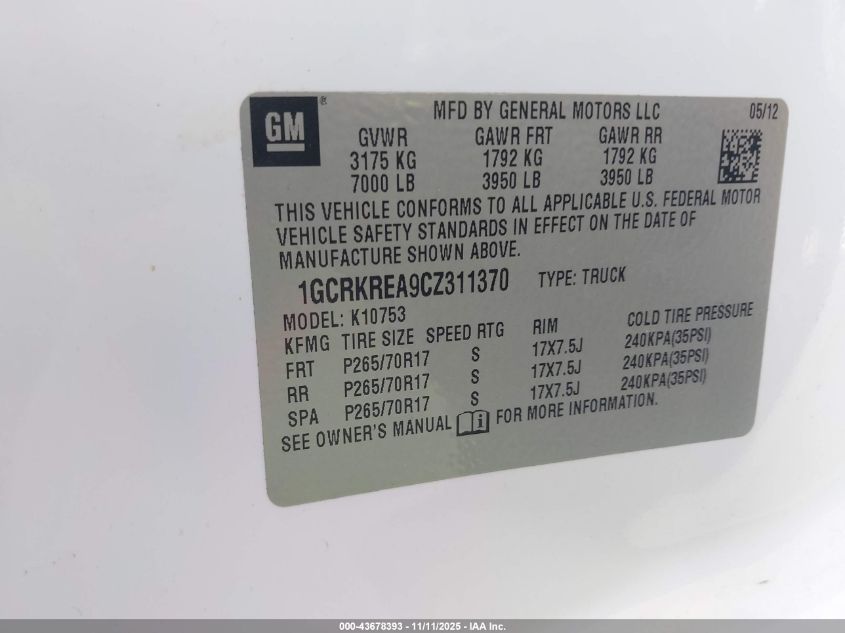 GM ® MFD BY GENERAL MOTORS LLC 05/12
GVWR GAWR FRT GAWR RR
3175 KG 1792 KG 1792 KG
7000 LB 3950 LB 3950 LB
THIS VEHICLE CONFORMS TO ALL APPLICABLE U.S. FEDERAL MOTOR
VEHICLE SAFETY STANDARDS IN EFFECT ON THE DATE OF
MANUFACTURE SHOWN ABOVE.
1GCRKREA9CZ311370 TYPE: TRUCK
MODEL: K10753
KFMG TIRE SIZE SPEED RTG RIM COLD TIRE PRESSURE
FRT P265/70R17 S 17X7.5J 240KPA(35PSI)
RR P265/70R17 S 17X7.5J 240KPA(35PSI)
SPA P265/70R17 S 17X7.5J 240KPA(35PSI)
SEE OWNER'S MANUAL i FOR MORE INFORMATION.
000-43678393 - 11/11/2025 - IAA Inc.